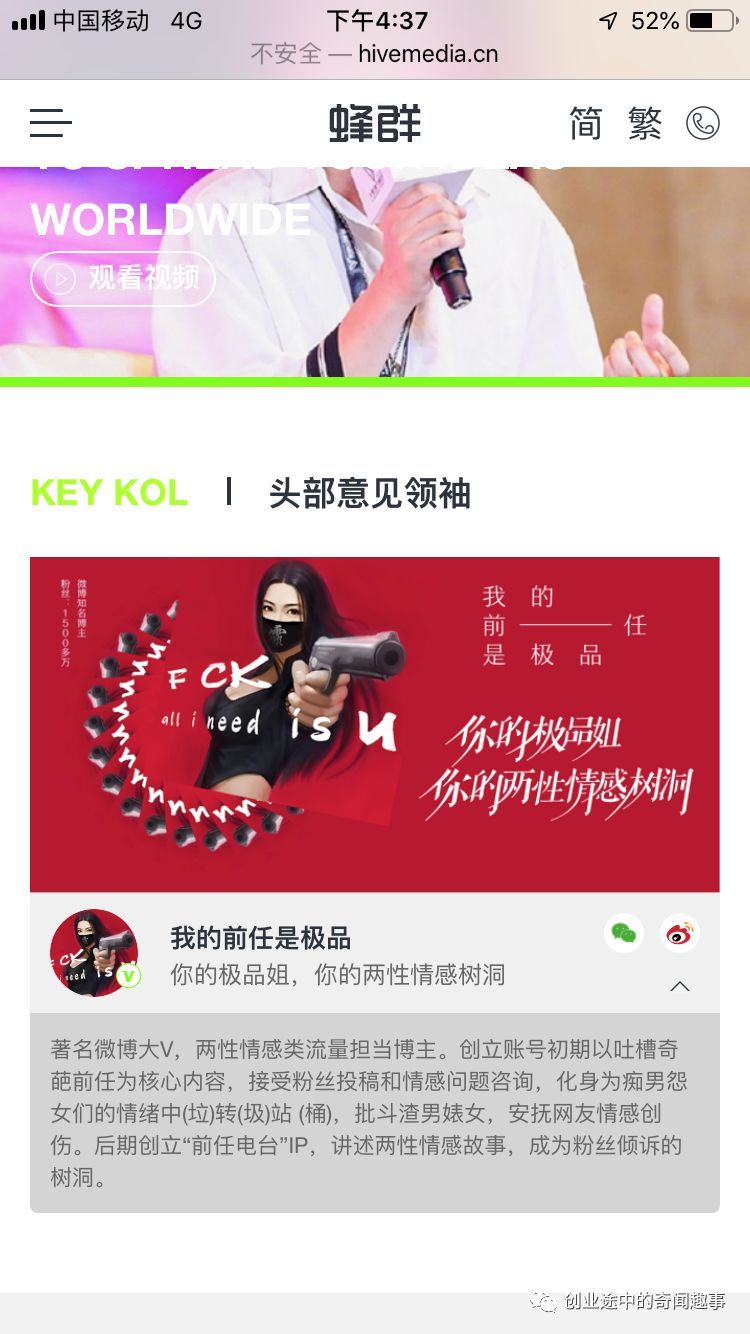 中国移动 4G 下午4:37 52%
不安全 — hivemedia.cn
蜂群 简 繁
WORLDWIDE
观看视频
KEY KOL | 头部意见领袖
微博知名博主
粉丝：1500多万
FCK
all i need is u
我的
前——任
是极品
你的极品姐
你的两性情感树洞
我的前任是极品
你的极品姐，你的两性情感树洞
著名微博大V，两性情感类流量担当博主。创立账号初期以吐槽奇
葩前任为核心内容，接受粉丝投稿和情感问题咨询，化身为痴男怨
女们的情绪中(垃)转(圾)站 (桶)，批斗渣男婊女，安抚网友情感创
伤。后期创立“前任电台”IP，讲述两性情感故事，成为粉丝倾诉的
树洞。
创业途中的奇闻趣事